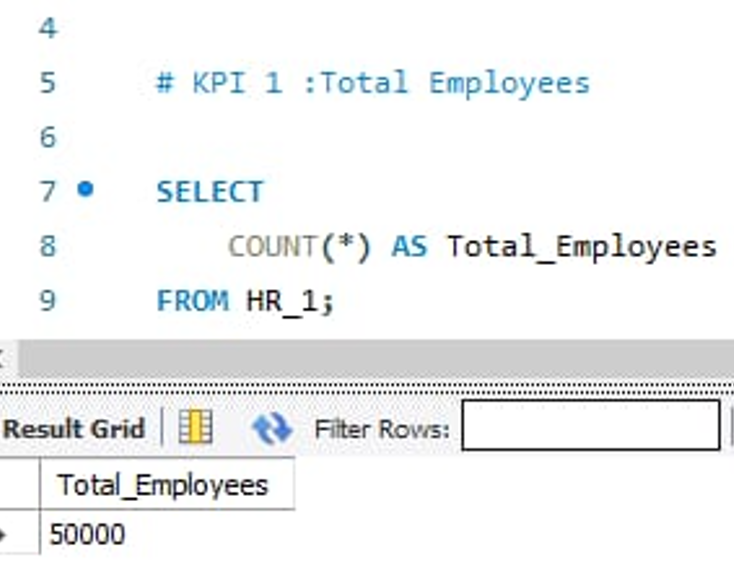 4
5 # KPI 1 :Total Employees
6
7 SELECT
8 COUNT(*) AS Total_Employees
9 FROM HR_1;
Result Grid Filter Rows:
Total_Employees
50000